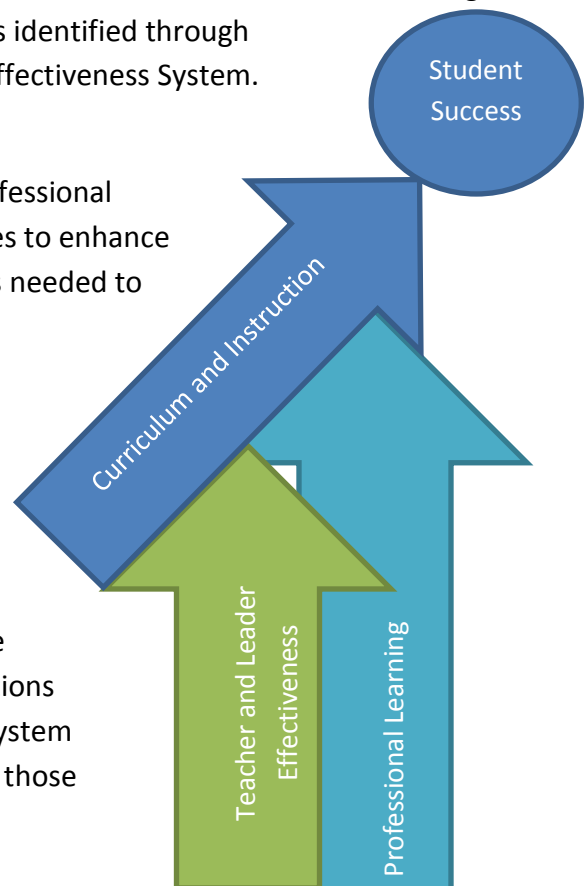 s identified through
ffectiveness System.
Student
Success
ofessional
es to enhance
s needed to
Curriculum and Instruction
e
ions
ystem
those
Teacher and Leader
Effectiveness
Professional Learning